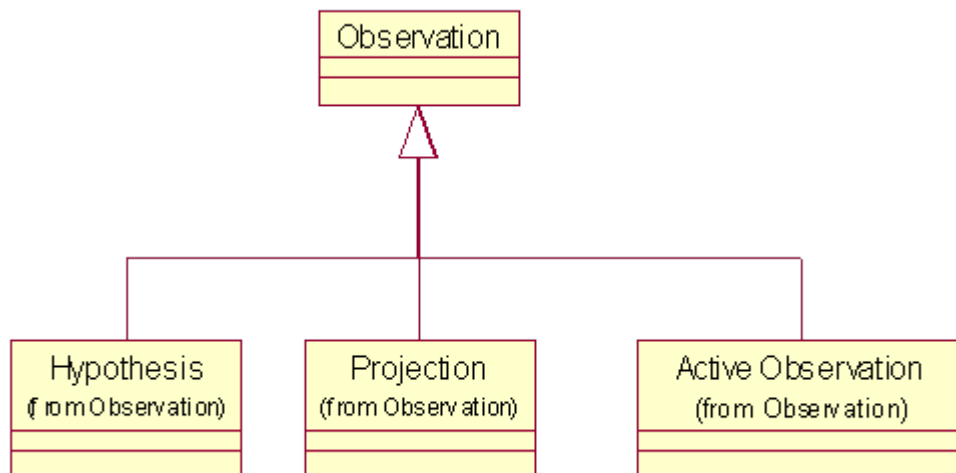 Observation
Hypothesis
(from Observation)
Projection
(from Observation)
Active Observation
(from Observation)